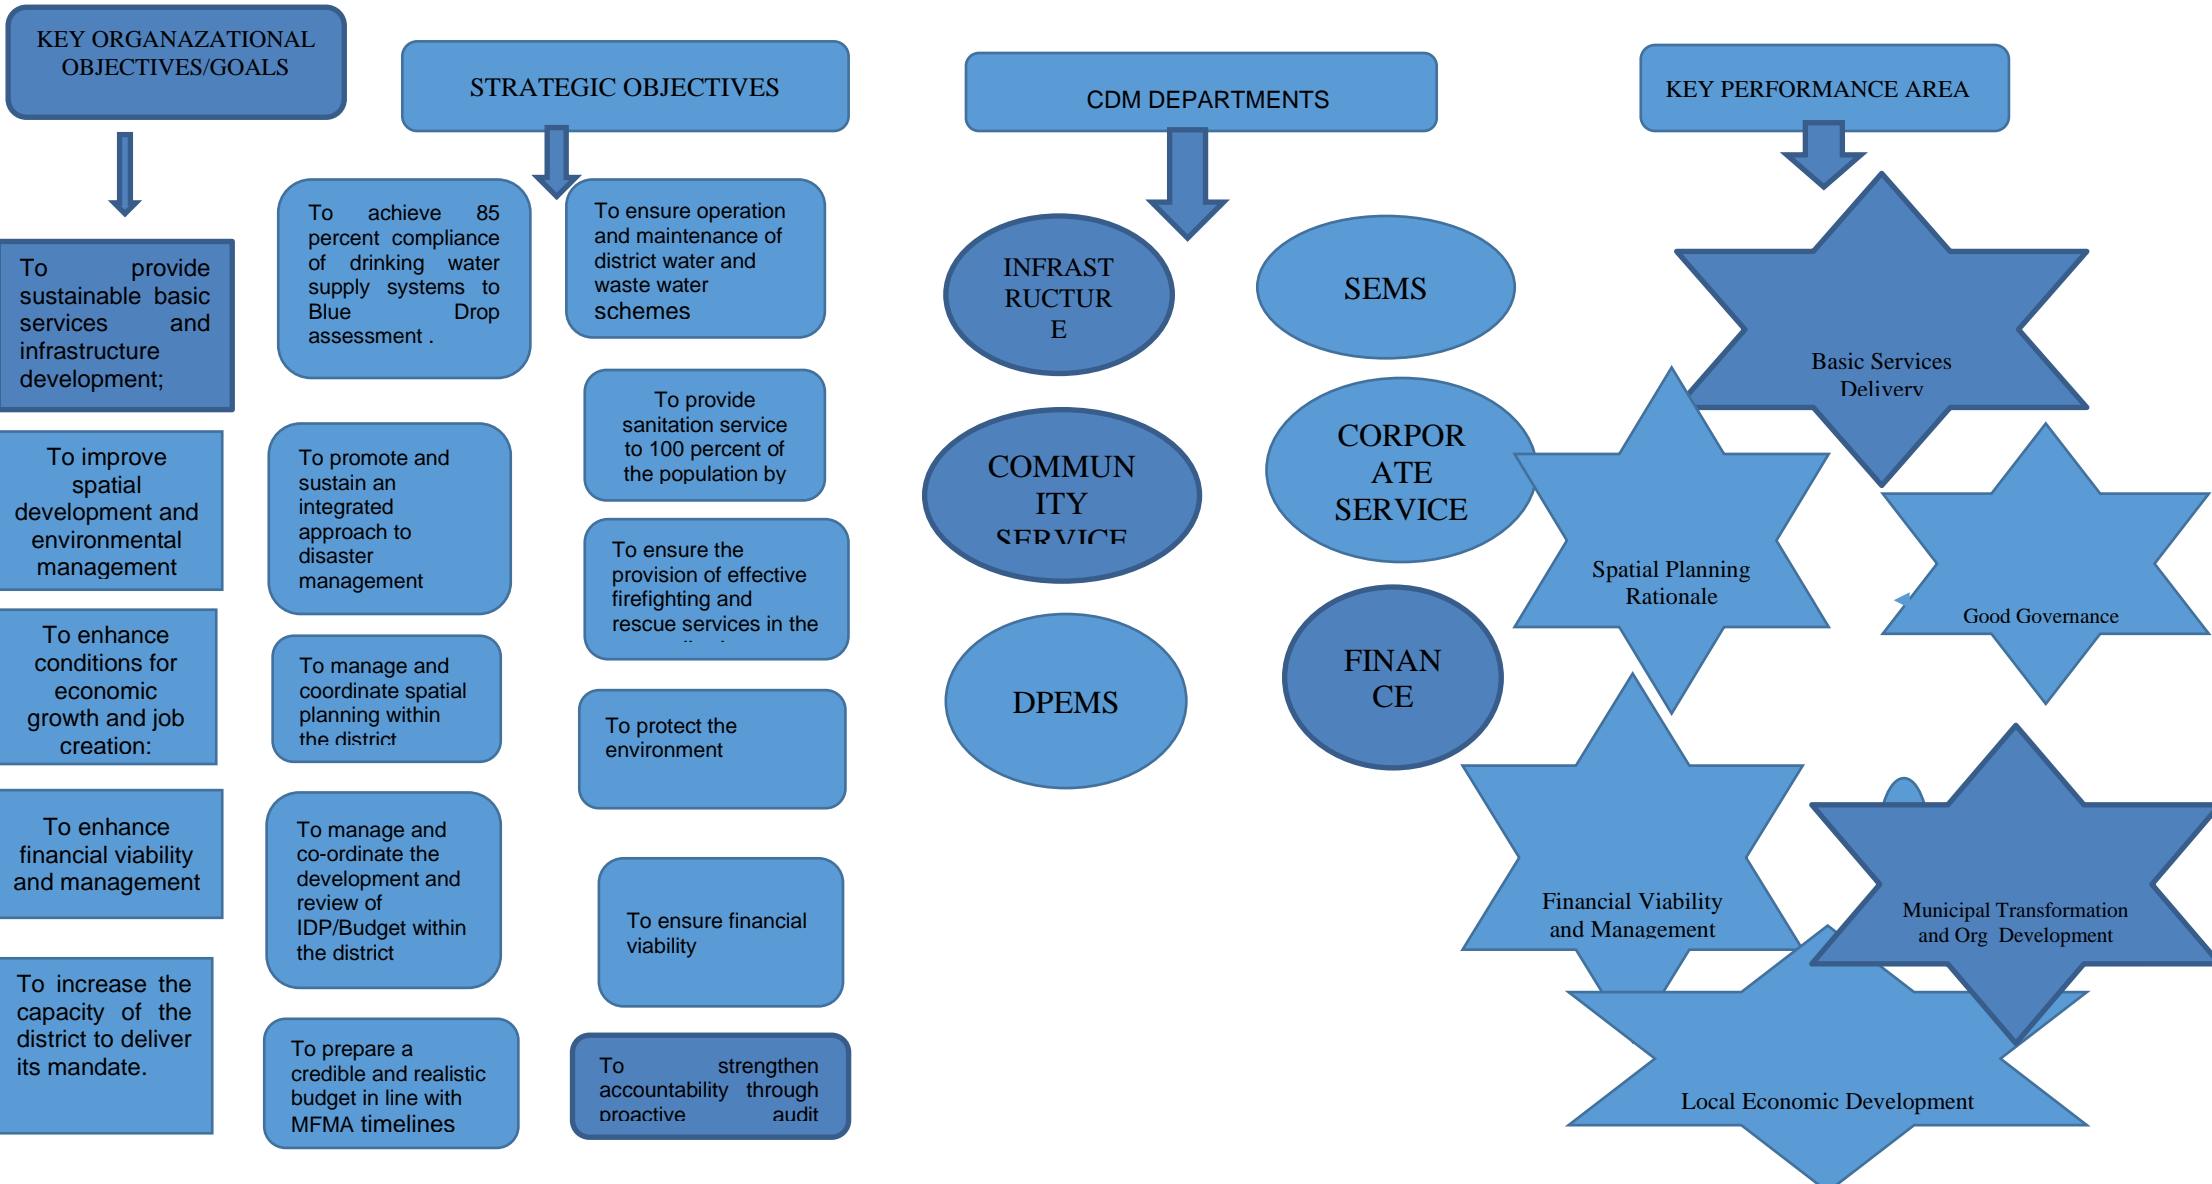 KEY ORGANAZATIONAL
OBJECTIVES/GOALS
STRATEGIC OBJECTIVES
CDM DEPARTMENTS
KEY PERFORMANCE AREA
To provide
sustainable basic
services and
infrastructure
development;
To improve
spatial
development and
environmental
management
To enhance
conditions for
economic
growth and job
creation:
To enhance
financial viability
and management
To increase the
capacity of the
district to deliver
its mandate.
To achieve 85
percent compliance
of drinking water
supply systems to
Blue Drop
assessment .
To promote and
sustain an
integrated
approach to
disaster
management
To manage and
coordinate spatial
planning within
the district
To manage and
co-ordinate the
development and
review of
IDP/Budget within
the district
To prepare a
credible and realistic
budget in line with
MFMA timelines
To ensure operation
and maintenance of
district water and
waste water
schemes
To provide
sanitation service
to 100 percent of
the population by
To ensure the
provision of effective
firefighting and
rescue services in the
To protect the
environment
To ensure financial
viability
To strengthen
accountability through
proactive audit
INFRAST
RUCTUR
E
COMMUN
ITY
SERVICE
DPEMS
SEMS
CORPOR
ATE
SERVICE
FINAN
CE
Basic Services
Delivery
Spatial Planning
Rationale
Good Governance
Financial Viability
and Management
Municipal Transformation
and Org  Development
Local Economic Development